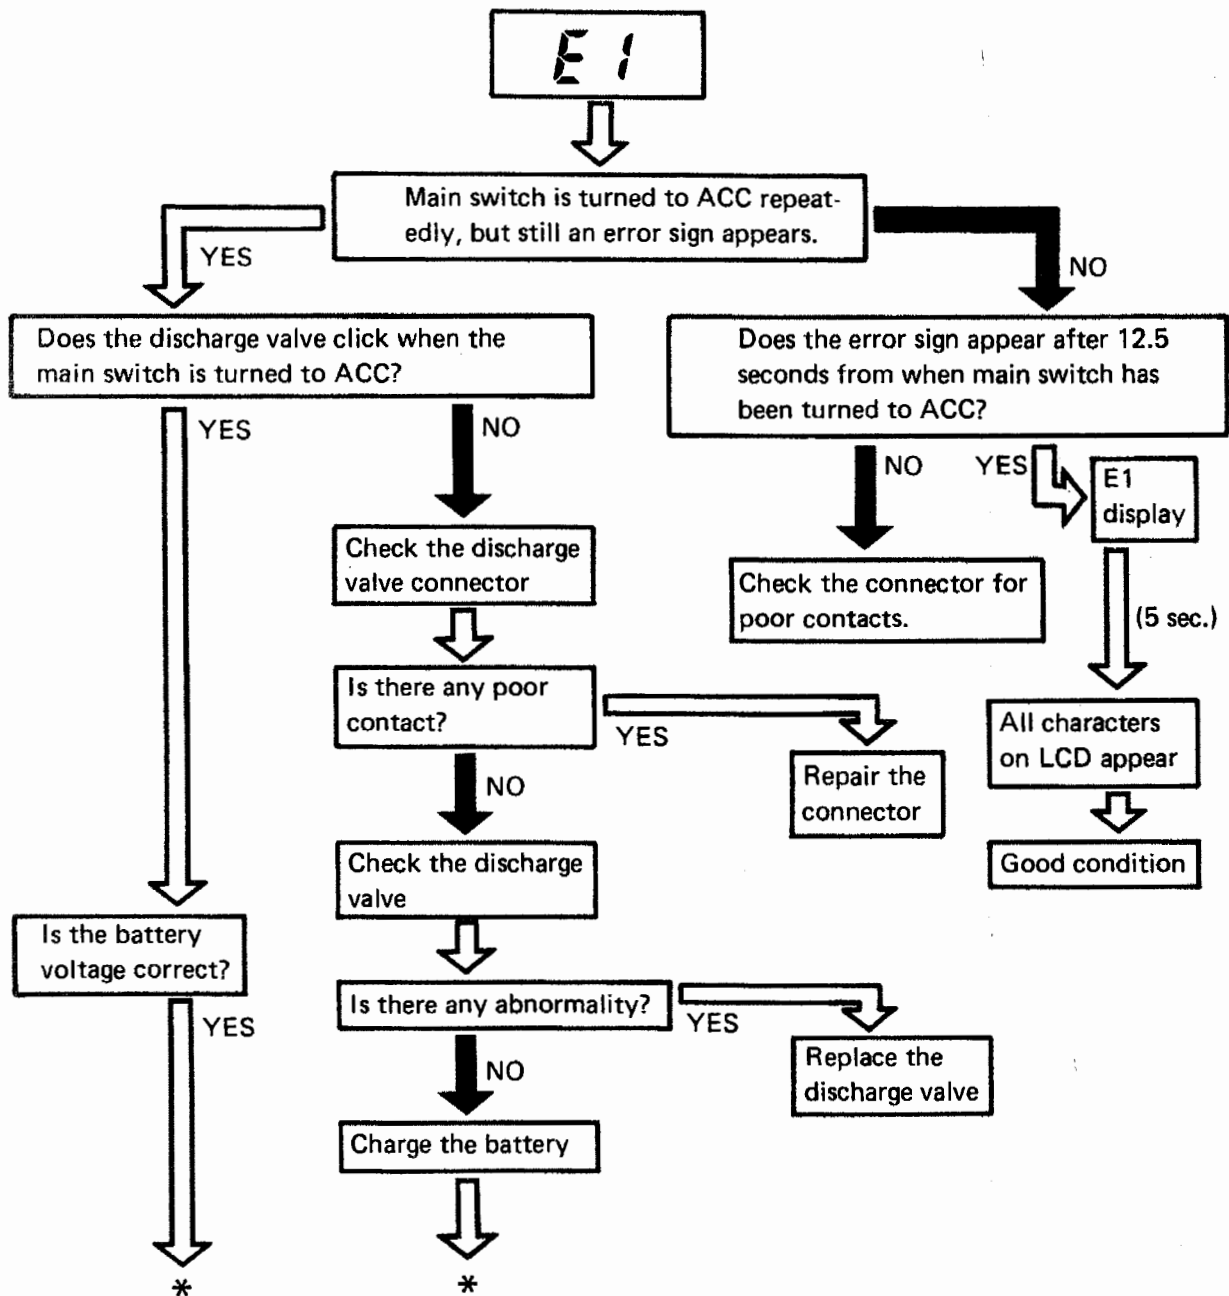 E1
Main switch is turned to ACC repeat-
edly, but still an error sign appears.
YES
NO
Does the discharge valve click when the
main switch is turned to ACC?
Does the error sign appear after 12.5
seconds from when main switch has
been turned to ACC?
YES
NO
NO
YES
E1
display
Check the discharge
valve connector
Check the connector for
poor contacts.
(5 sec.)
Is there any poor
contact?
YES
All characters
on LCD appear
NO
Repair the
connector
Check the discharge
valve
Good condition
Is the battery
voltage correct?
Is there any abnormality?
YES
YES
NO
Replace the
discharge valve
Charge the battery
*
*